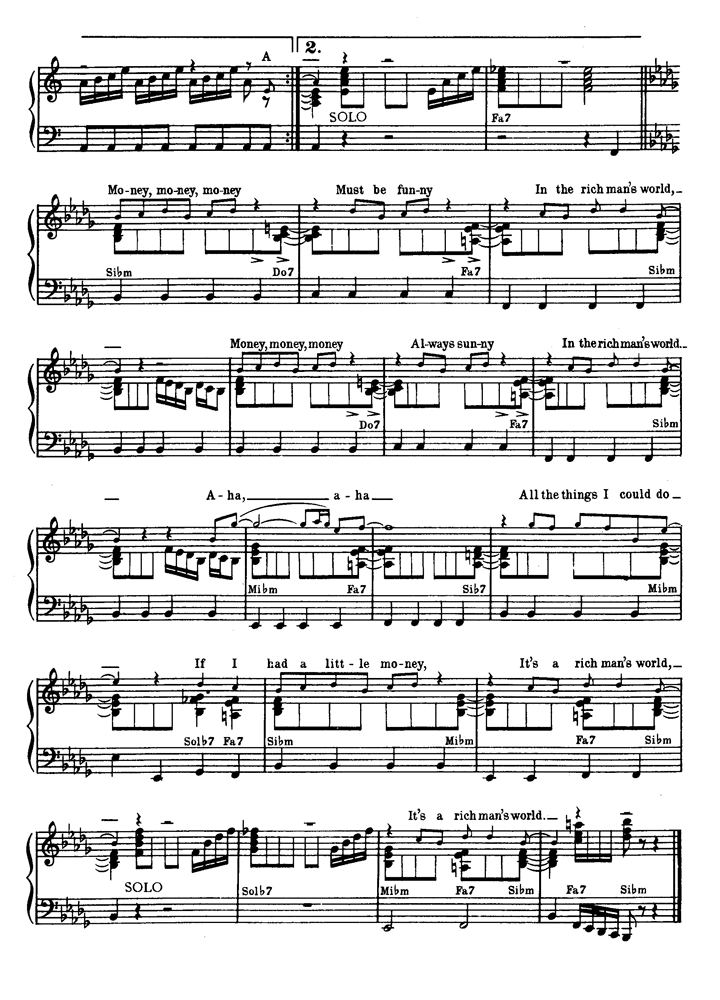 2.
A
SOLO Fa7
Mo-ney, mo-ney, mo-ney Must be fun-ny In the rich man's world,_
Sibm Do7 Fa7 Sibm
Money, money, money Al-ways sun-ny In the rich man's world._
Do7 Fa7 Sibm
A-ha,_ a-ha_ All the things I could do_
Mibm Fa7 Sib7 Mibm
If I had a litt-le mo-ney, It's a rich man's world,_
Solb7 Fa7 Sibm Mibm Fa7 Sibm
It's a rich man's world._
SOLO Solb7 Mibm Fa7 Sibm Fa7 Sibm